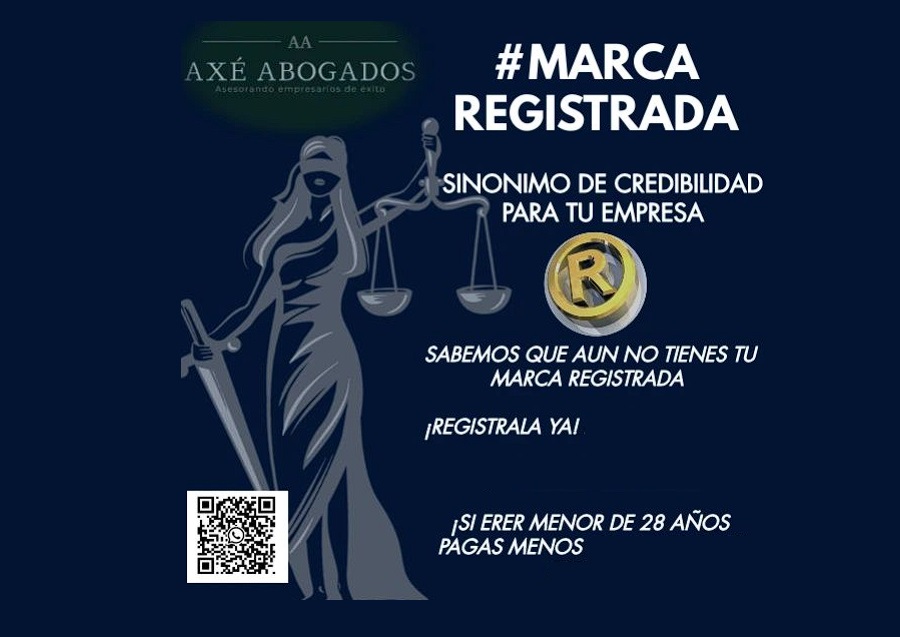 AA
AXÉ ABOGADOS
Asesorando empresarios de éxito
#MARCA
REGISTRADA
SINONIMO DE CREDIBILIDAD
PARA TU EMPRESA
R
SABEMOS QUE AUN NO TIENES TU
MARCA REGISTRADA
¡REGISTRALA YA!
¡SI ERER MENOR DE 28 AÑOS
PAGAS MENOS